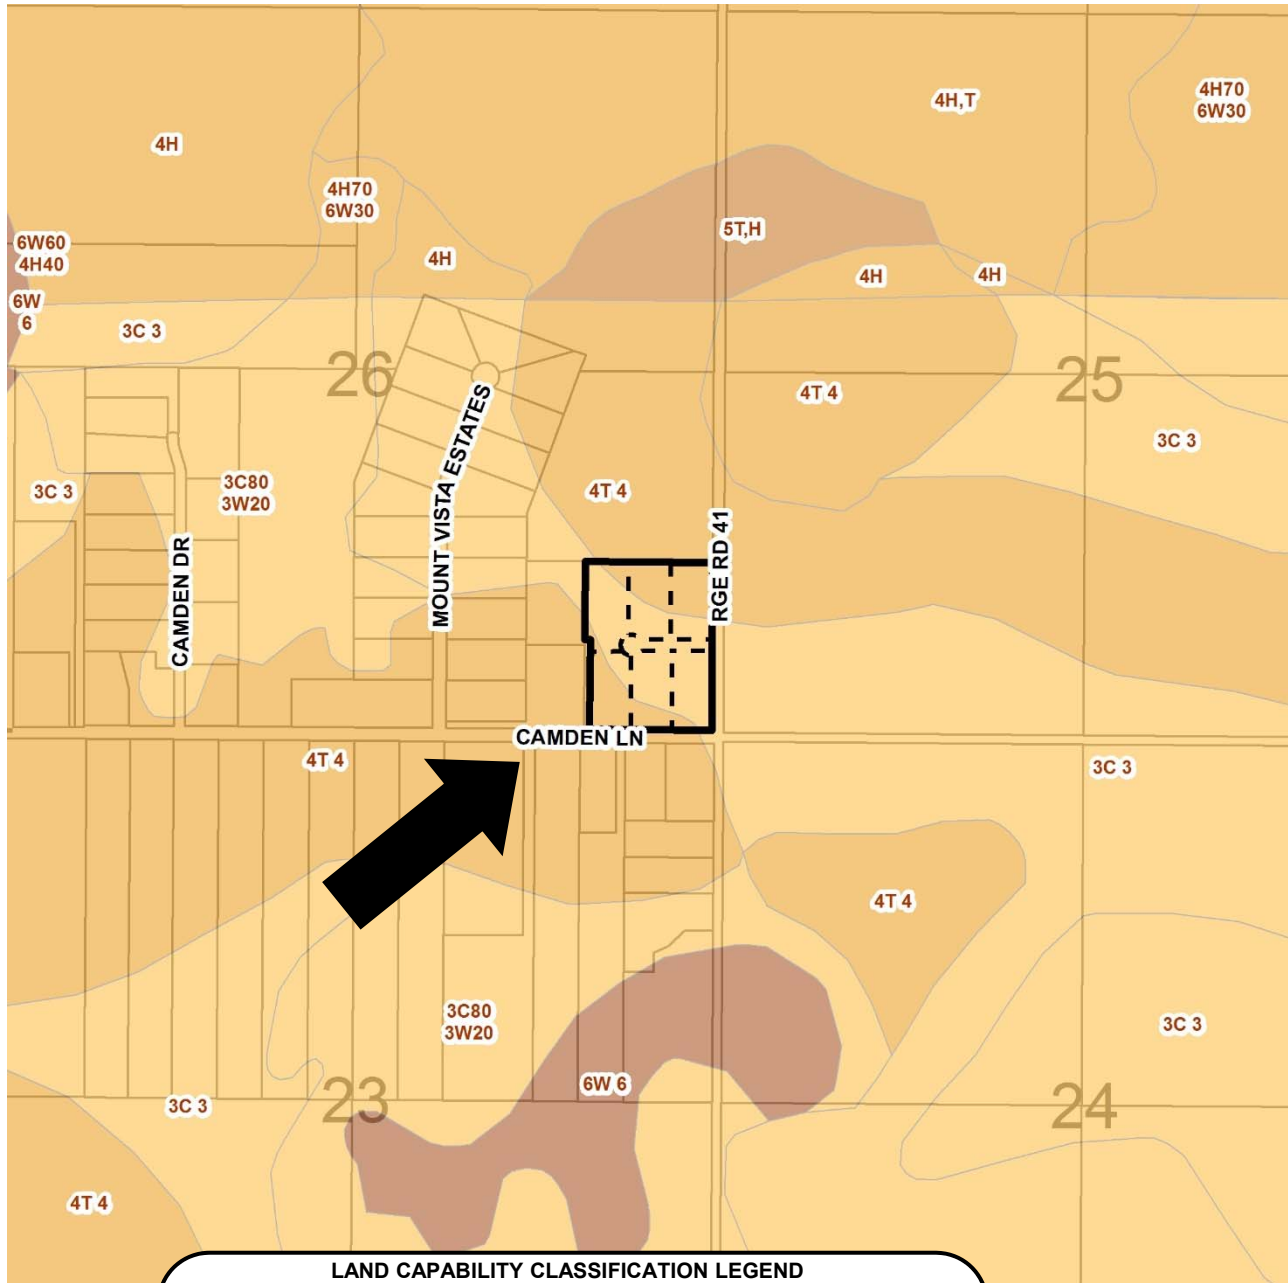 4H,T
4H70
6W30
4H
4H70
6W30
5T,H
6W60
4H40
4H
4H
4H
6W
6
3C 3
26
25
4T 4
3C 3
MOUNT VISTA ESTATES
3C80
3W20
3C 3
4T 4
RGE RD 41
CAMDEN DR
CAMDEN LN
4T 4
3C 3
4T 4
3C80
3W20
3C 3
6W 6
3C 3
23
24
4T 4
LAND CAPABILITY CLASSIFICATION LEGEND